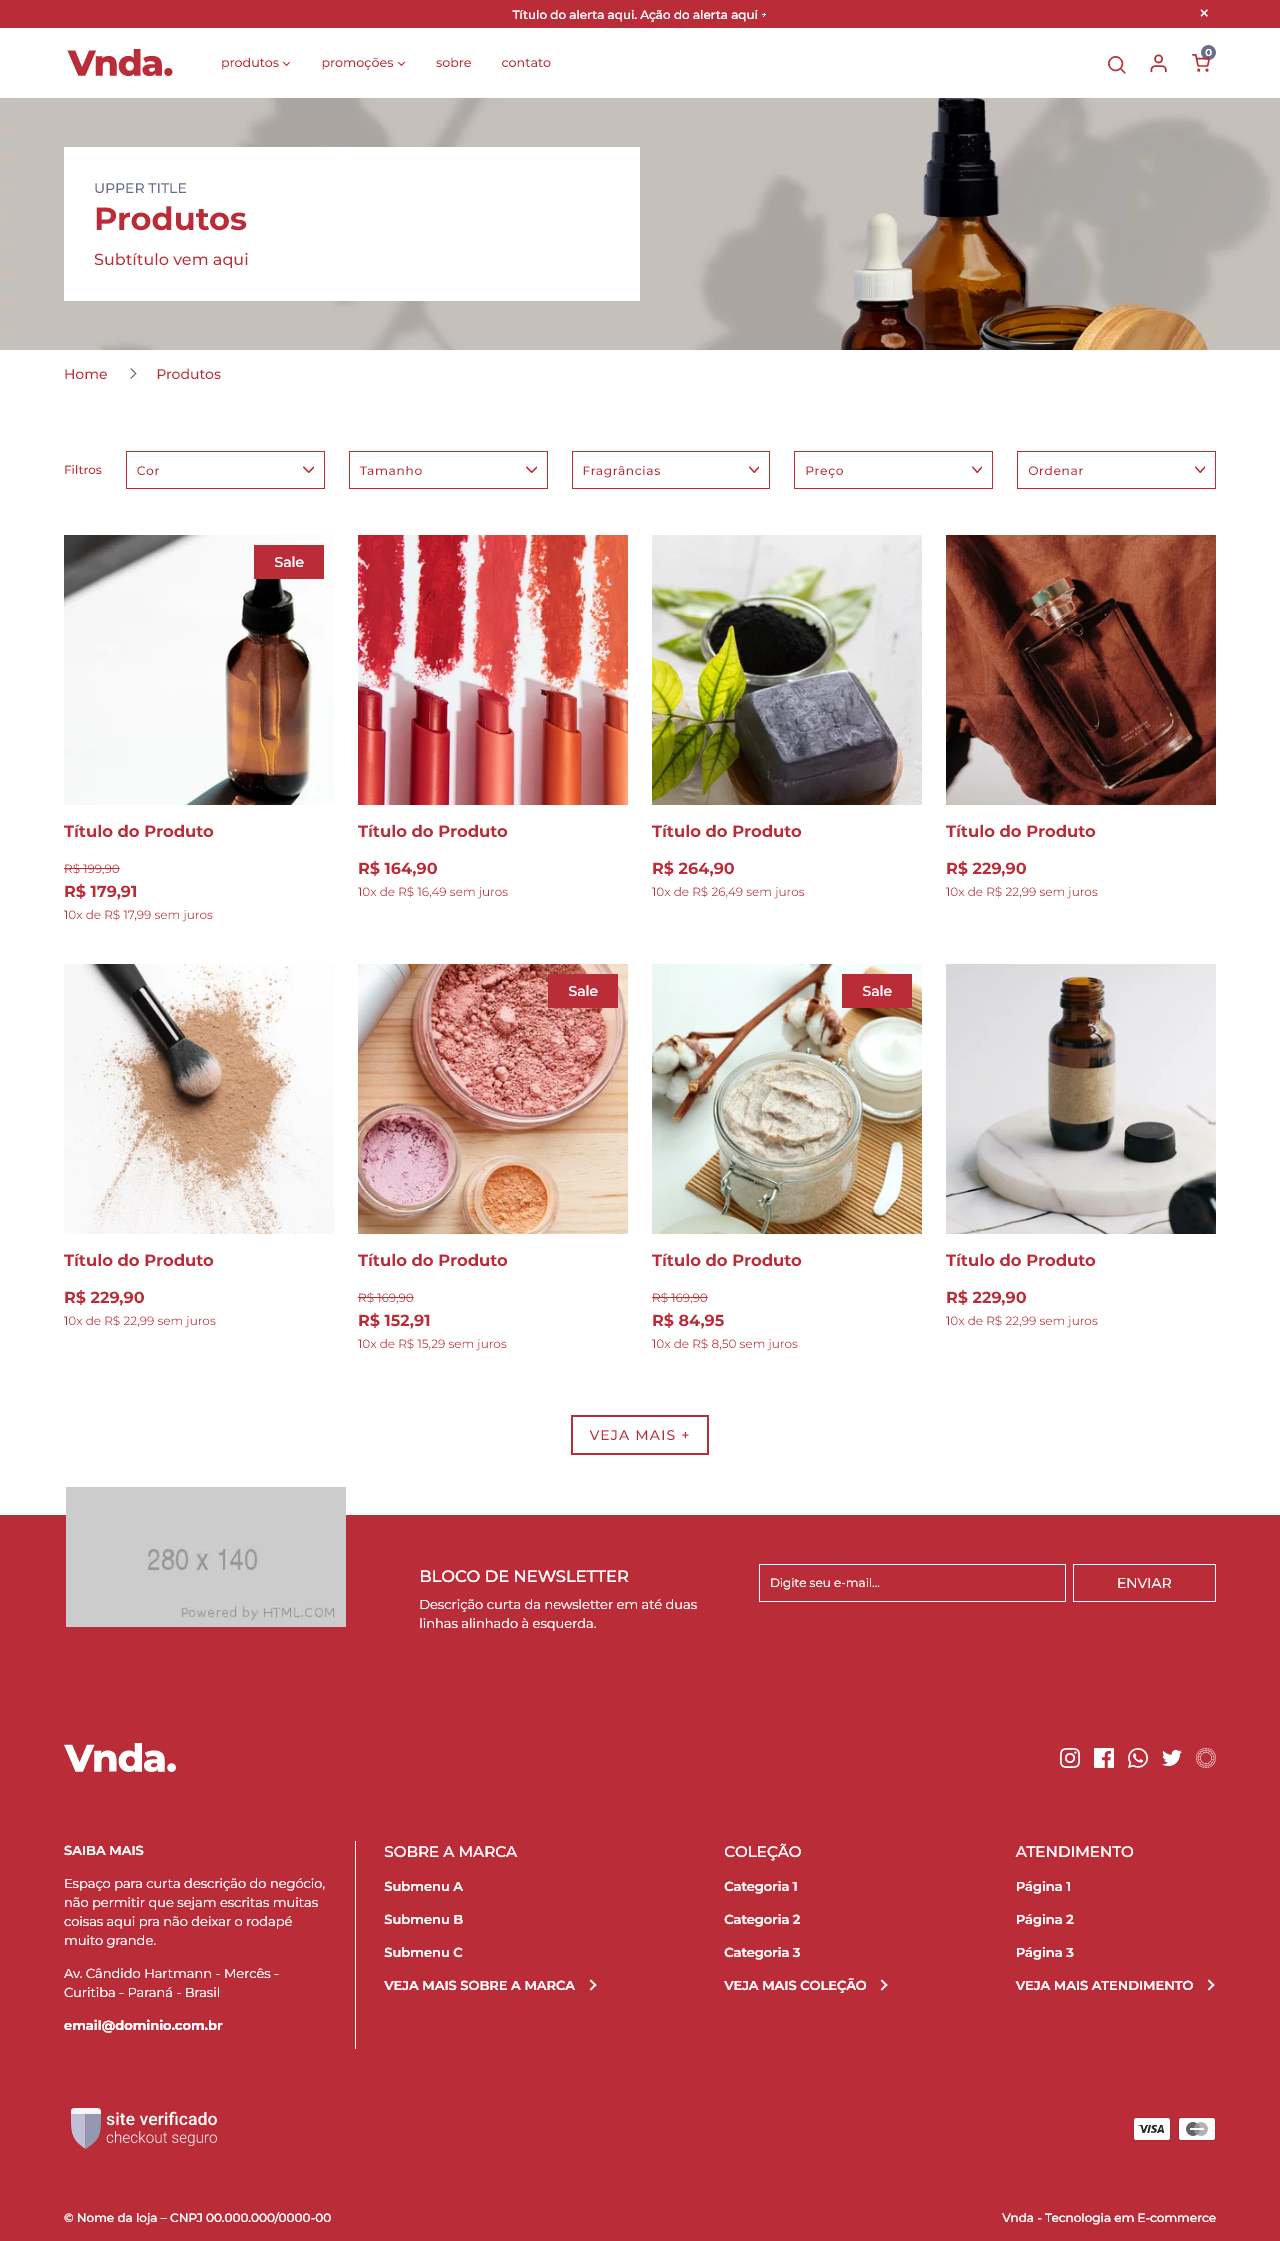 Título do alerta aqui. Ação do alerta aqui +
×
Vnda.
produtos
promoções
sobre
contato
0
UPPER TITLE
Produtos
Subtítulo vem aqui
Home
Produtos
Filtros
Cor
Tamanho
Fragrâncias
Preço
Ordenar
Sale
Título do Produto
R$ 199,90
R$ 179,91
10x de R$ 17,99 sem juros
Título do Produto
R$ 164,90
10x de R$ 16,49 sem juros
Título do Produto
R$ 264,90
10x de R$ 26,49 sem juros
Título do Produto
R$ 229,90
10x de R$ 22,99 sem juros
Título do Produto
R$ 229,90
10x de R$ 22,99 sem juros
Sale
Título do Produto
R$ 169,90
R$ 152,91
10x de R$ 15,29 sem juros
Sale
Título do Produto
R$ 169,90
R$ 84,95
10x de R$ 8,50 sem juros
Título do Produto
R$ 229,90
10x de R$ 22,99 sem juros
VEJA MAIS +
280 x 140
Powered by HTML.COM
BLOCO DE NEWSLETTER
Descrição curta da newsletter em até duas
linhas alinhado à esquerda.
Digite seu e-mail...
ENVIAR
Vnda.
SAIBA MAIS
Espaço para curta descrição do negócio,
não permitir que sejam escritas muitas
coisas aqui pra não deixar o rodapé
muito grande.
Av. Cândido Hartmann - Mercês -
Curitiba - Paraná - Brasil
email@dominio.com.br
SOBRE A MARCA
Submenu A
Submenu B
Submenu C
VEJA MAIS SOBRE A MARCA
COLEÇÃO
Categoria 1
Categoria 2
Categoria 3
VEJA MAIS COLEÇÃO
ATENDIMENTO
Página 1
Página 2
Página 3
VEJA MAIS ATENDIMENTO
site verificado
checkout seguro
VISA
© Nome da loja – CNPJ 00.000.000/0000-00
Vnda - Tecnologia em E-commerce